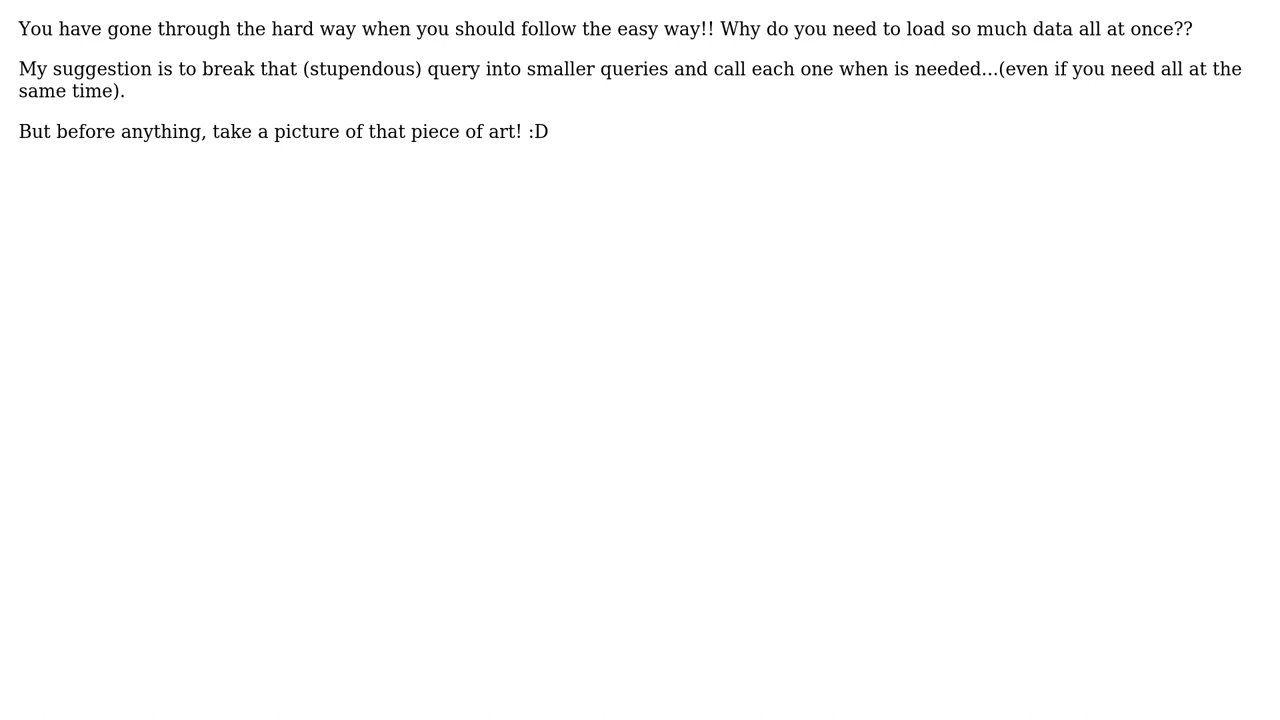 You have gone through the hard way when you should follow the easy way!! Why do you need to load so much data all at once??
My suggestion is to break that (stupendous) query into smaller queries and call each one when is needed...(even if you need all at the
same time).
But before anything, take a picture of that piece of art! :D